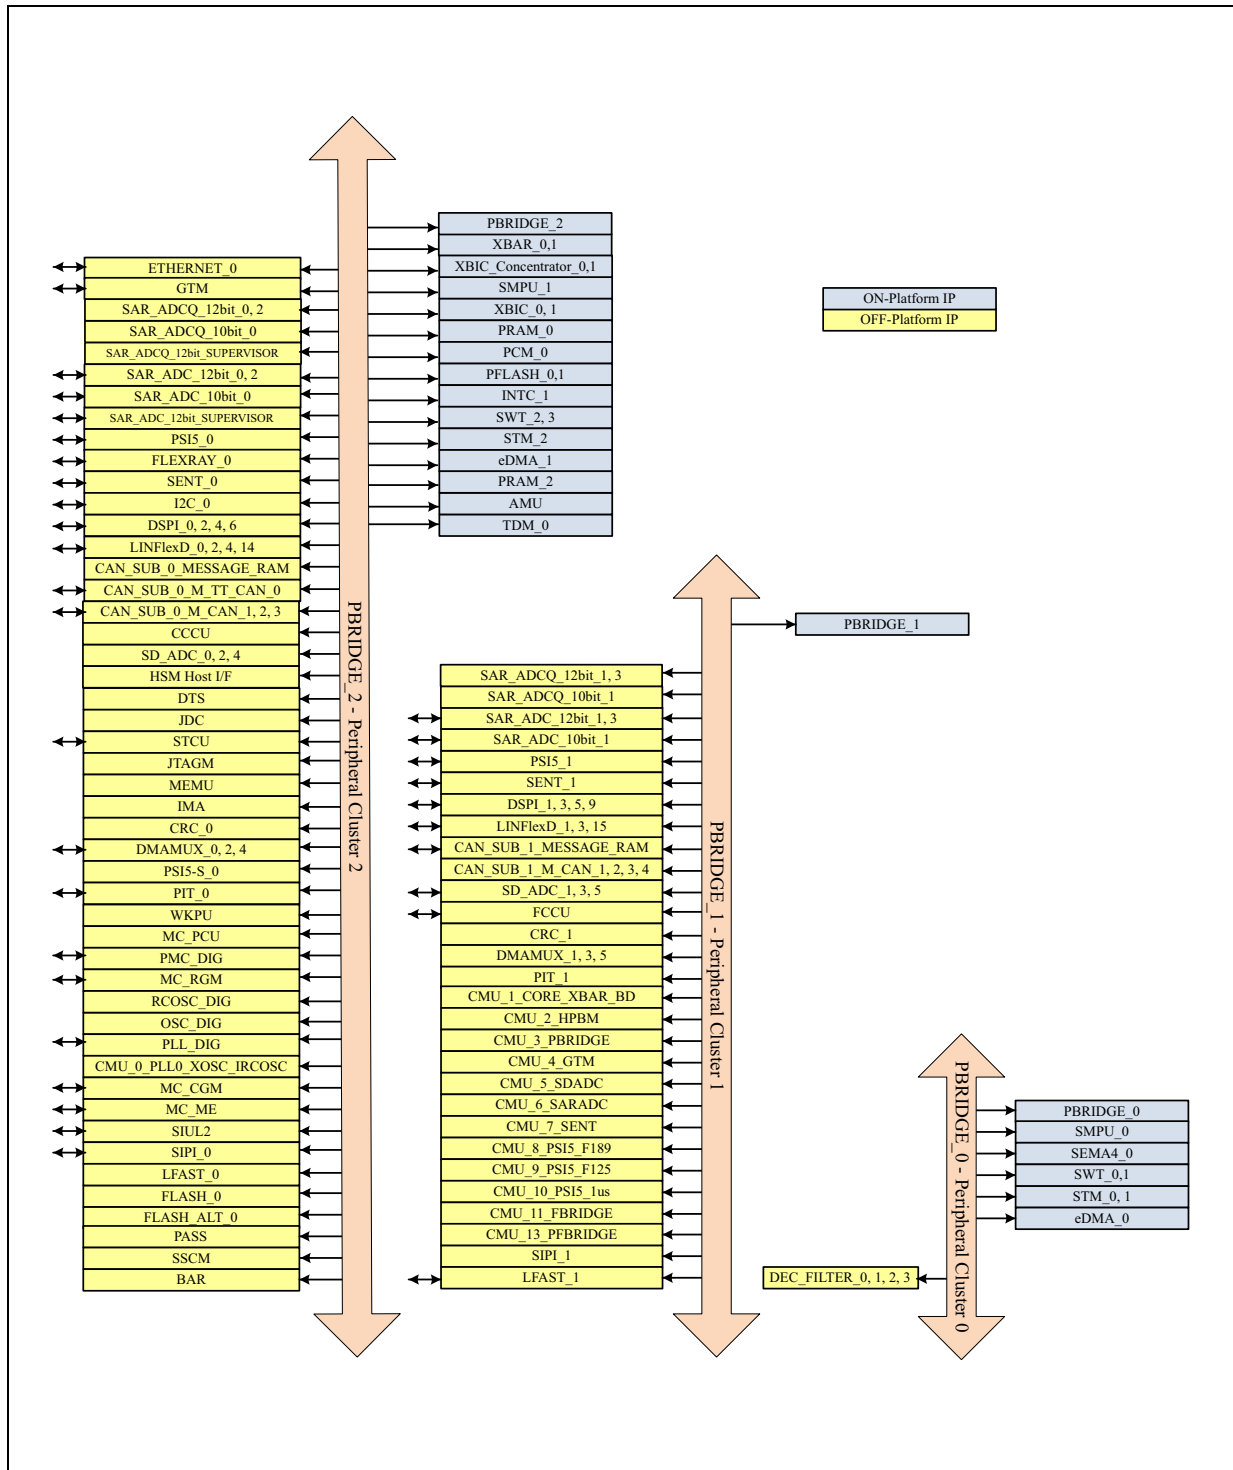 PBRIDGE_2
XBAR_0,1
XBIC_Concentrator_0,1
SMPU_1
XBIC_0, 1
PRAM_0
PCM_0
PFLASH_0,1
INTC_1
SWT_2, 3
STM_2
eDMA_1
PRAM_2
AMU
TDM_0
ETHERNET_0
GTM
SAR_ADCQ_12bit_0, 2
SAR_ADCQ_10bit_0
SAR_ADCQ_12bit_SUPERVISOR
SAR_ADC_12bit_0, 2
SAR_ADC_10bit_0
SAR_ADC_12bit_SUPERVISOR
PSI5_0
FLEXRAY_0
SENT_0
I2C_0
DSPI_0, 2, 4, 6
LINFlexD_0, 2, 4, 14
CAN_SUB_0_MESSAGE_RAM
CAN_SUB_0_M_TT_CAN_0
CAN_SUB_0_M_CAN_1, 2, 3
CCCU
SD_ADC_0, 2, 4
HSM Host I/F
DTS
JDC
STCU
JTAGM
MEMU
IMA
CRC_0
DMAMUX_0, 2, 4
PSI5-S_0
PIT_0
WKPU
MC_PCU
PMC_DIG
MC_RGM
RCOSC_DIG
OSC_DIG
PLL_DIG
CMU_0_PLL0_XOSC_IRCOSC
MC_CGM
MC_ME
SIUL2
SIPI_0
LFAST_0
FLASH_0
FLASH_ALT_0
PASS
SSCM
BAR
PBRIDGE_2 - Peripheral Cluster 2
ON-Platform IP
OFF-Platform IP
PBRIDGE_1
SAR_ADCQ_12bit_1, 3
SAR_ADCQ_10bit_1
SAR_ADC_12bit_1, 3
SAR_ADC_10bit_1
PSI5_1
SENT_1
DSPI_1, 3, 5, 9
LINFlexD_1, 3, 15
CAN_SUB_1_MESSAGE_RAM
CAN_SUB_1_M_CAN_1, 2, 3, 4
SD_ADC_1, 3, 5
FCCU
CRC_1
DMAMUX_1, 3, 5
PIT_1
CMU_1_CORE_XBAR_BD
CMU_2_HPBM
CMU_3_PBRIDGE
CMU_4_GTM
CMU_5_SDADC
CMU_6_SARADC
CMU_7_SENT
CMU_8_PSI5_F189
CMU_9_PSI5_F125
CMU_10_PSI5_1us
CMU_11_FBRIDGE
CMU_13_PFBRIDGE
SIPI_1
LFAST_1
PBRIDGE_1 - Peripheral Cluster 1
PBRIDGE_0 - Peripheral Cluster 0
PBRIDGE_0
SMPU_0
SEMA4_0
SWT_0,1
STM_0, 1
eDMA_0
DEC_FILTER_0, 1, 2, 3